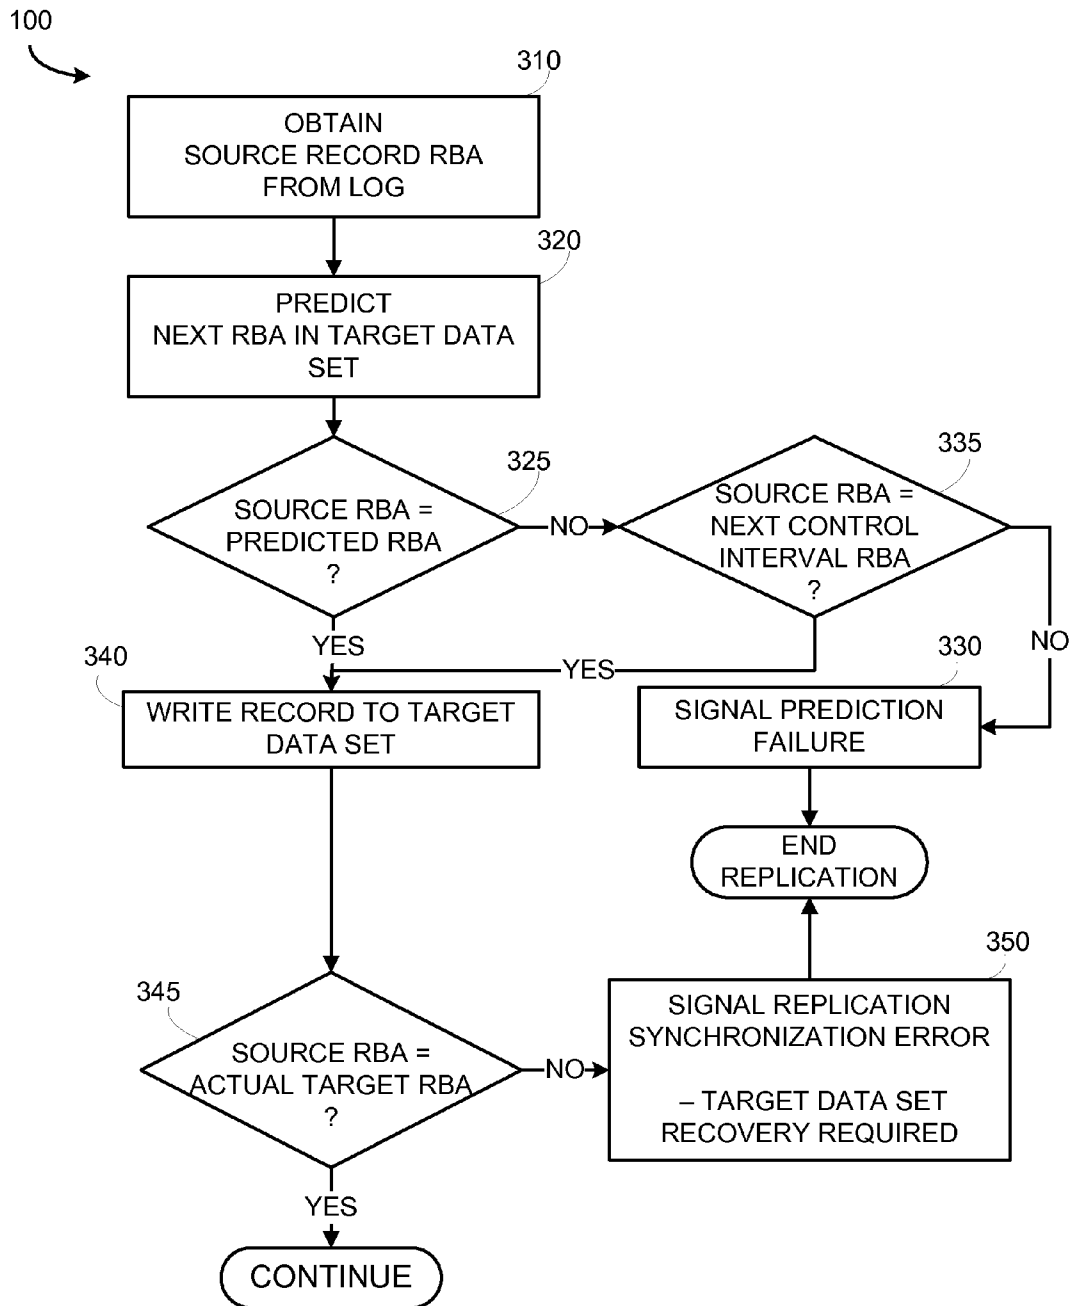 100
310
OBTAIN
SOURCE RECORD RBA
FROM LOG
320
PREDICT
NEXT RBA IN TARGET DATA
SET
325
SOURCE RBA =
PREDICTED RBA
?
NO
335
SOURCE RBA =
NEXT CONTROL
INTERVAL RBA
?
YES
YES
NO
340
WRITE RECORD TO TARGET
DATA SET
330
SIGNAL PREDICTION
FAILURE
END
REPLICATION
345
SOURCE RBA =
ACTUAL TARGET RBA
?
NO
350
SIGNAL REPLICATION
SYNCHRONIZATION ERROR
– TARGET DATA SET
RECOVERY REQUIRED
YES
CONTINUE